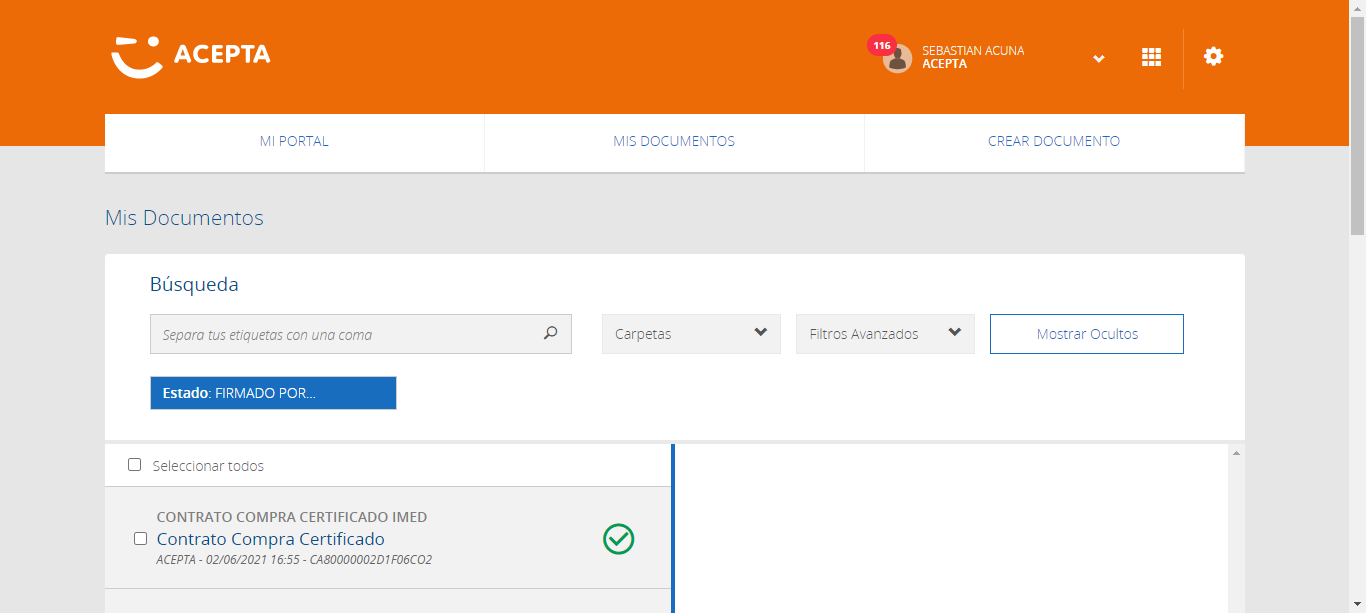 ACEPTA
116
SEBASTIAN ACUNA
ACEPTA
MI PORTAL
MIS DOCUMENTOS
CREAR DOCUMENTO
Mis Documentos
Búsqueda
Separa tus etiquetas con una coma
Carpetas
Filtros Avanzados
Mostrar Ocultos
Estado: FIRMADO POR...
Seleccionar todos
CONTRATO COMPRA CERTIFICADO IMED
Contrato Compra Certificado
ACEPTA - 02/06/2021 16:55 - CA80000002D1F06CO2